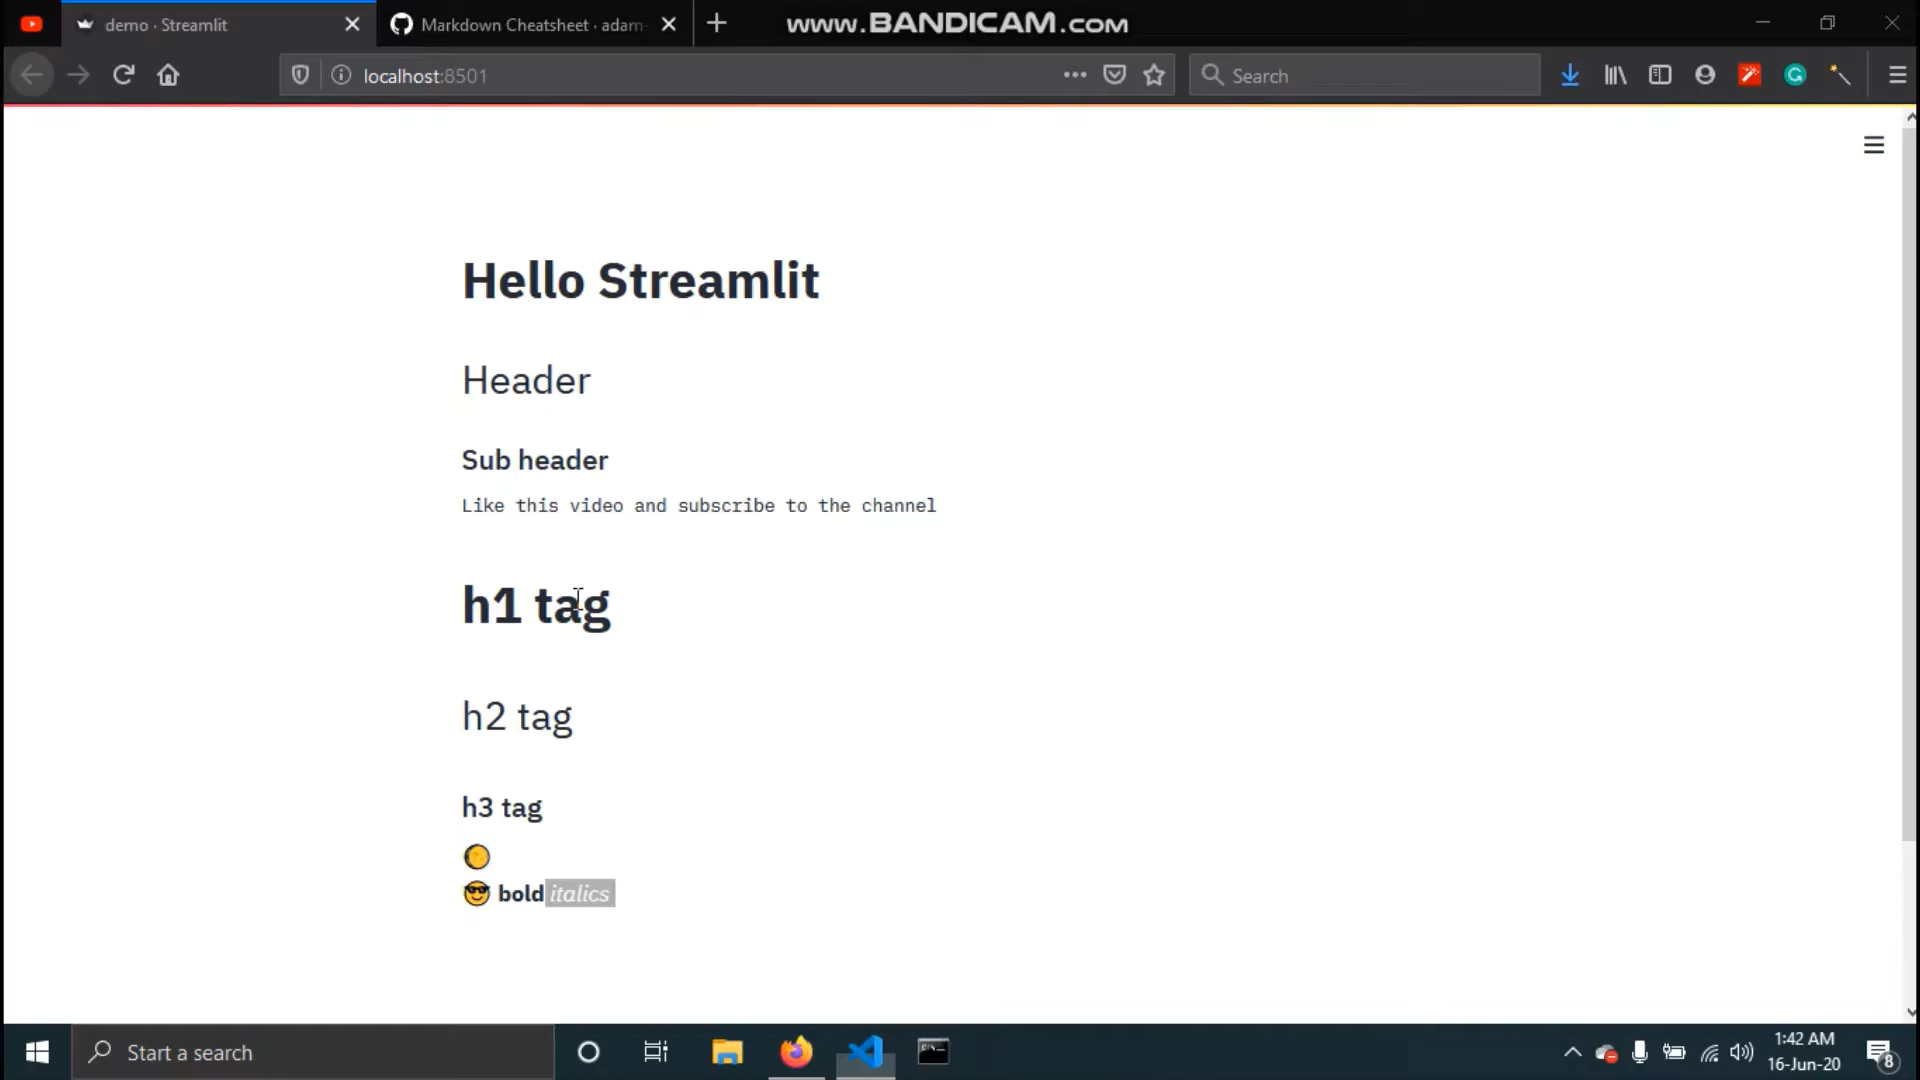 demo · Streamlit
Markdown Cheatsheet · adam-
www.BANDICAM.com
localhost:8501
Search
Hello Streamlit
Header
Sub header
Like this video and subscribe to the channel
h1 tag
h2 tag
h3 tag
bold italics
Start a search
1:42 AM
16-Jun-20
8